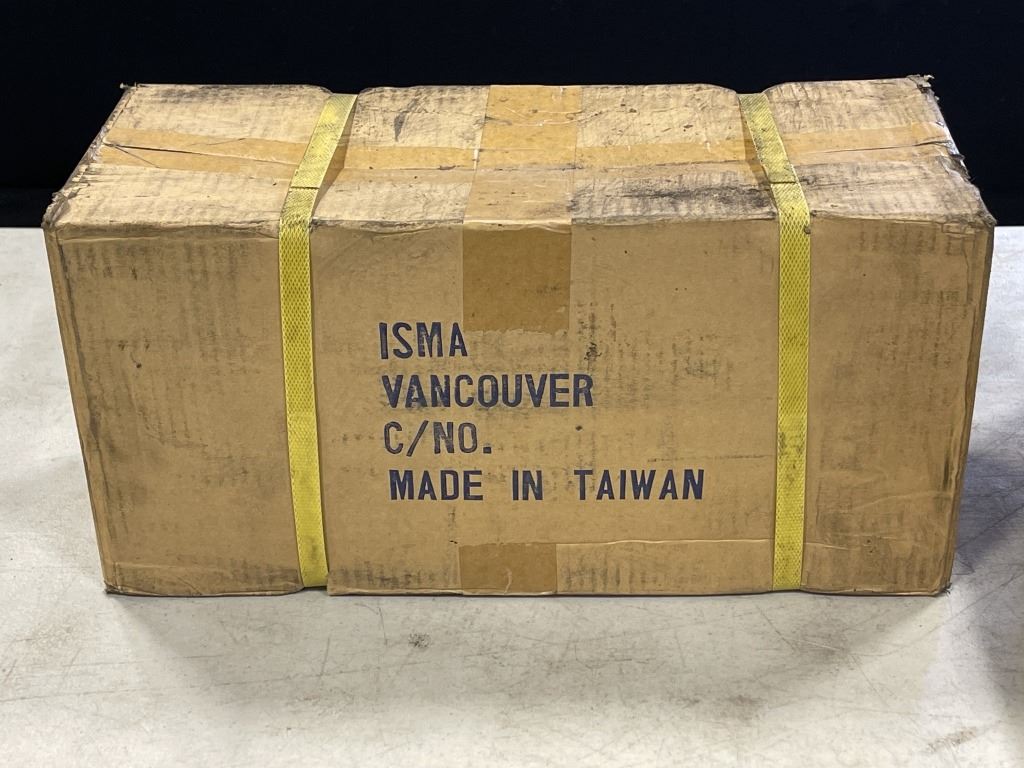 ISMA
VANCOUVER
C/NO.
MADE IN TAIWAN